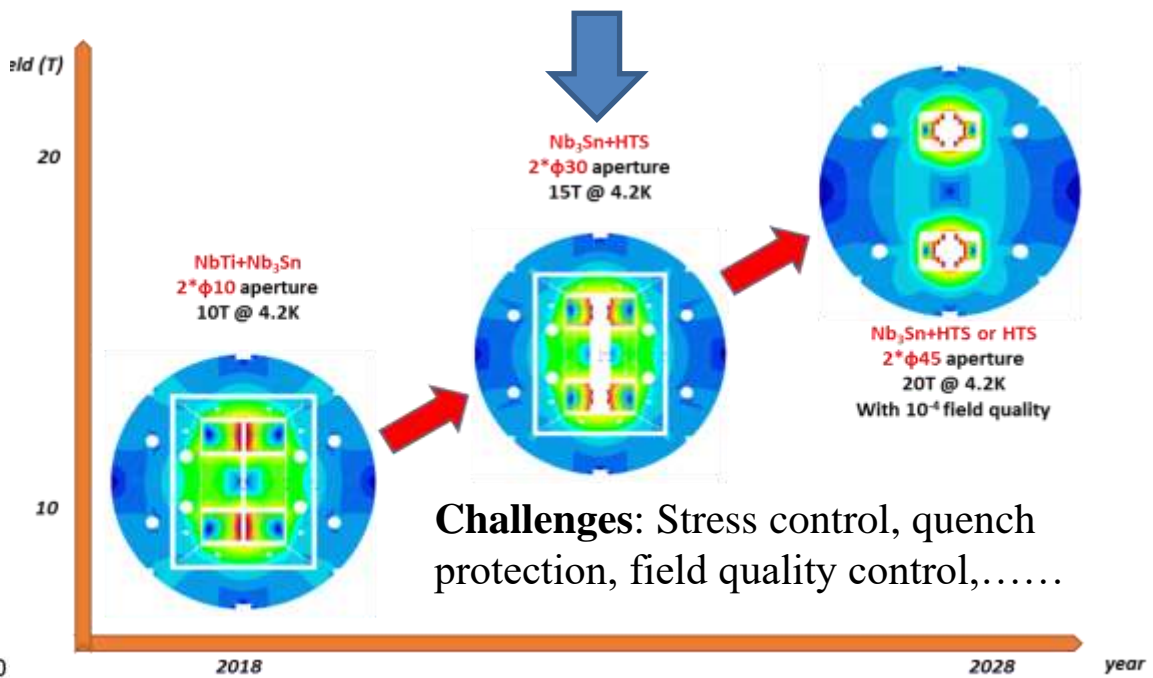 eld (T)
20
10
0
Nb₃Sn+HTS
2*ϕ30 aperture
15T @ 4.2K
NbTi+Nb₃Sn
2*ϕ10 aperture
10T @ 4.2K
Nb₃Sn+HTS or HTS
2*ϕ45 aperture
20T @ 4.2K
With 10⁻⁴ field quality
Challenges: Stress control, quench
protection, field quality control,......
2018
2028
year